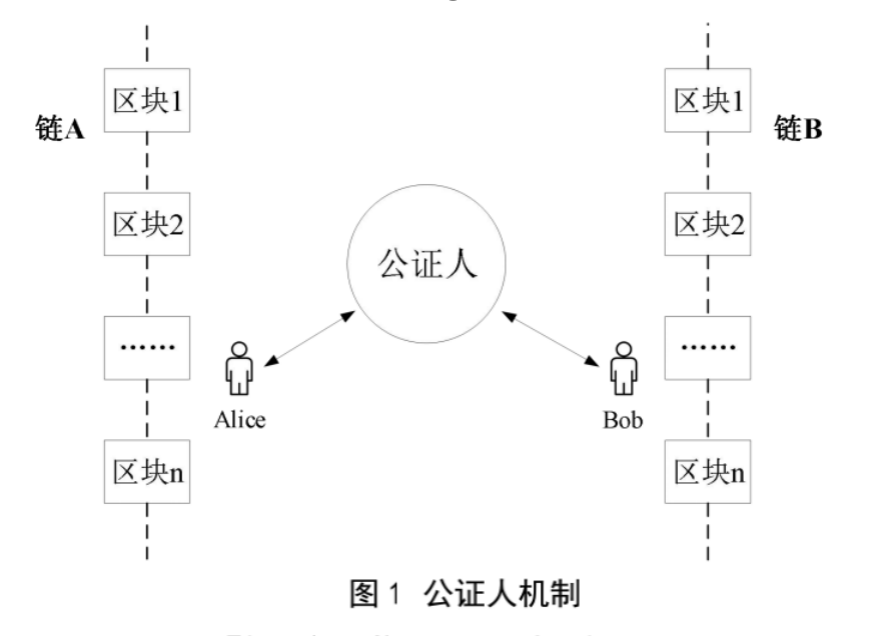 区块1
区块1
链A
链B
区块2
区块2
公证人
……
……
Alice
Bob
区块n
区块n
图 1 公证人机制